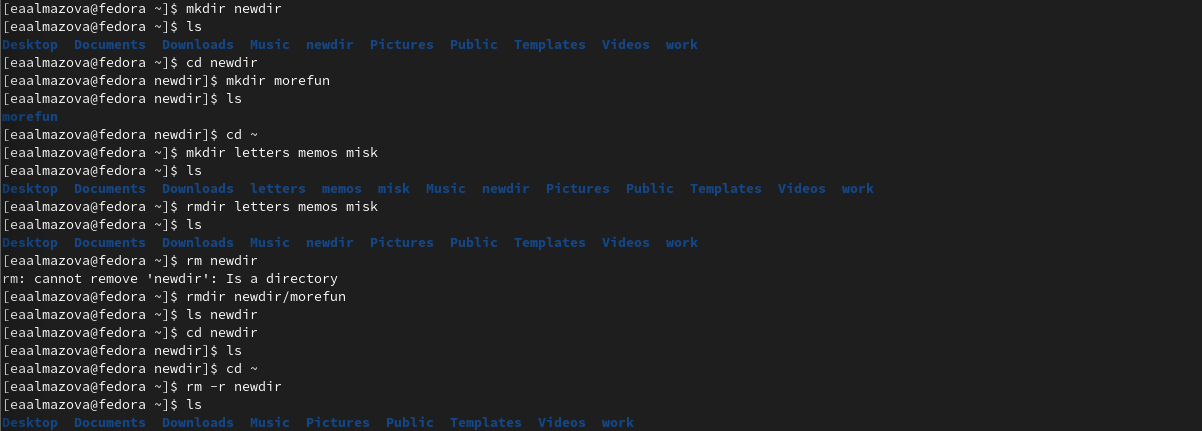 [eaalmazova@fedora ~]$ mkdir newdir
[eaalmazova@fedora ~]$ ls
Desktop  Documents  Downloads  Music  newdir  Pictures  Public  Templates  Videos  work
[eaalmazova@fedora ~]$ cd newdir
[eaalmazova@fedora newdir]$ mkdir morefun
[eaalmazova@fedora newdir]$ ls
morefun
[eaalmazova@fedora newdir]$ cd ~
[eaalmazova@fedora ~]$ mkdir letters memos misk
[eaalmazova@fedora ~]$ ls
Desktop  Documents  Downloads  letters  memos  misk  Music  newdir  Pictures  Public  Templates  Videos  work
[eaalmazova@fedora ~]$ rmdir letters memos misk
[eaalmazova@fedora ~]$ ls
Desktop  Documents  Downloads  Music  newdir  Pictures  Public  Templates  Videos  work
[eaalmazova@fedora ~]$ rm newdir
rm: cannot remove 'newdir': Is a directory
[eaalmazova@fedora ~]$ rmdir newdir/morefun
[eaalmazova@fedora ~]$ ls newdir
[eaalmazova@fedora ~]$ cd newdir
[eaalmazova@fedora newdir]$ ls
[eaalmazova@fedora newdir]$ cd ~
[eaalmazova@fedora ~]$ rm -r newdir
[eaalmazova@fedora ~]$ ls
Desktop  Documents  Downloads  Music  Pictures  Public  Templates  Videos  work